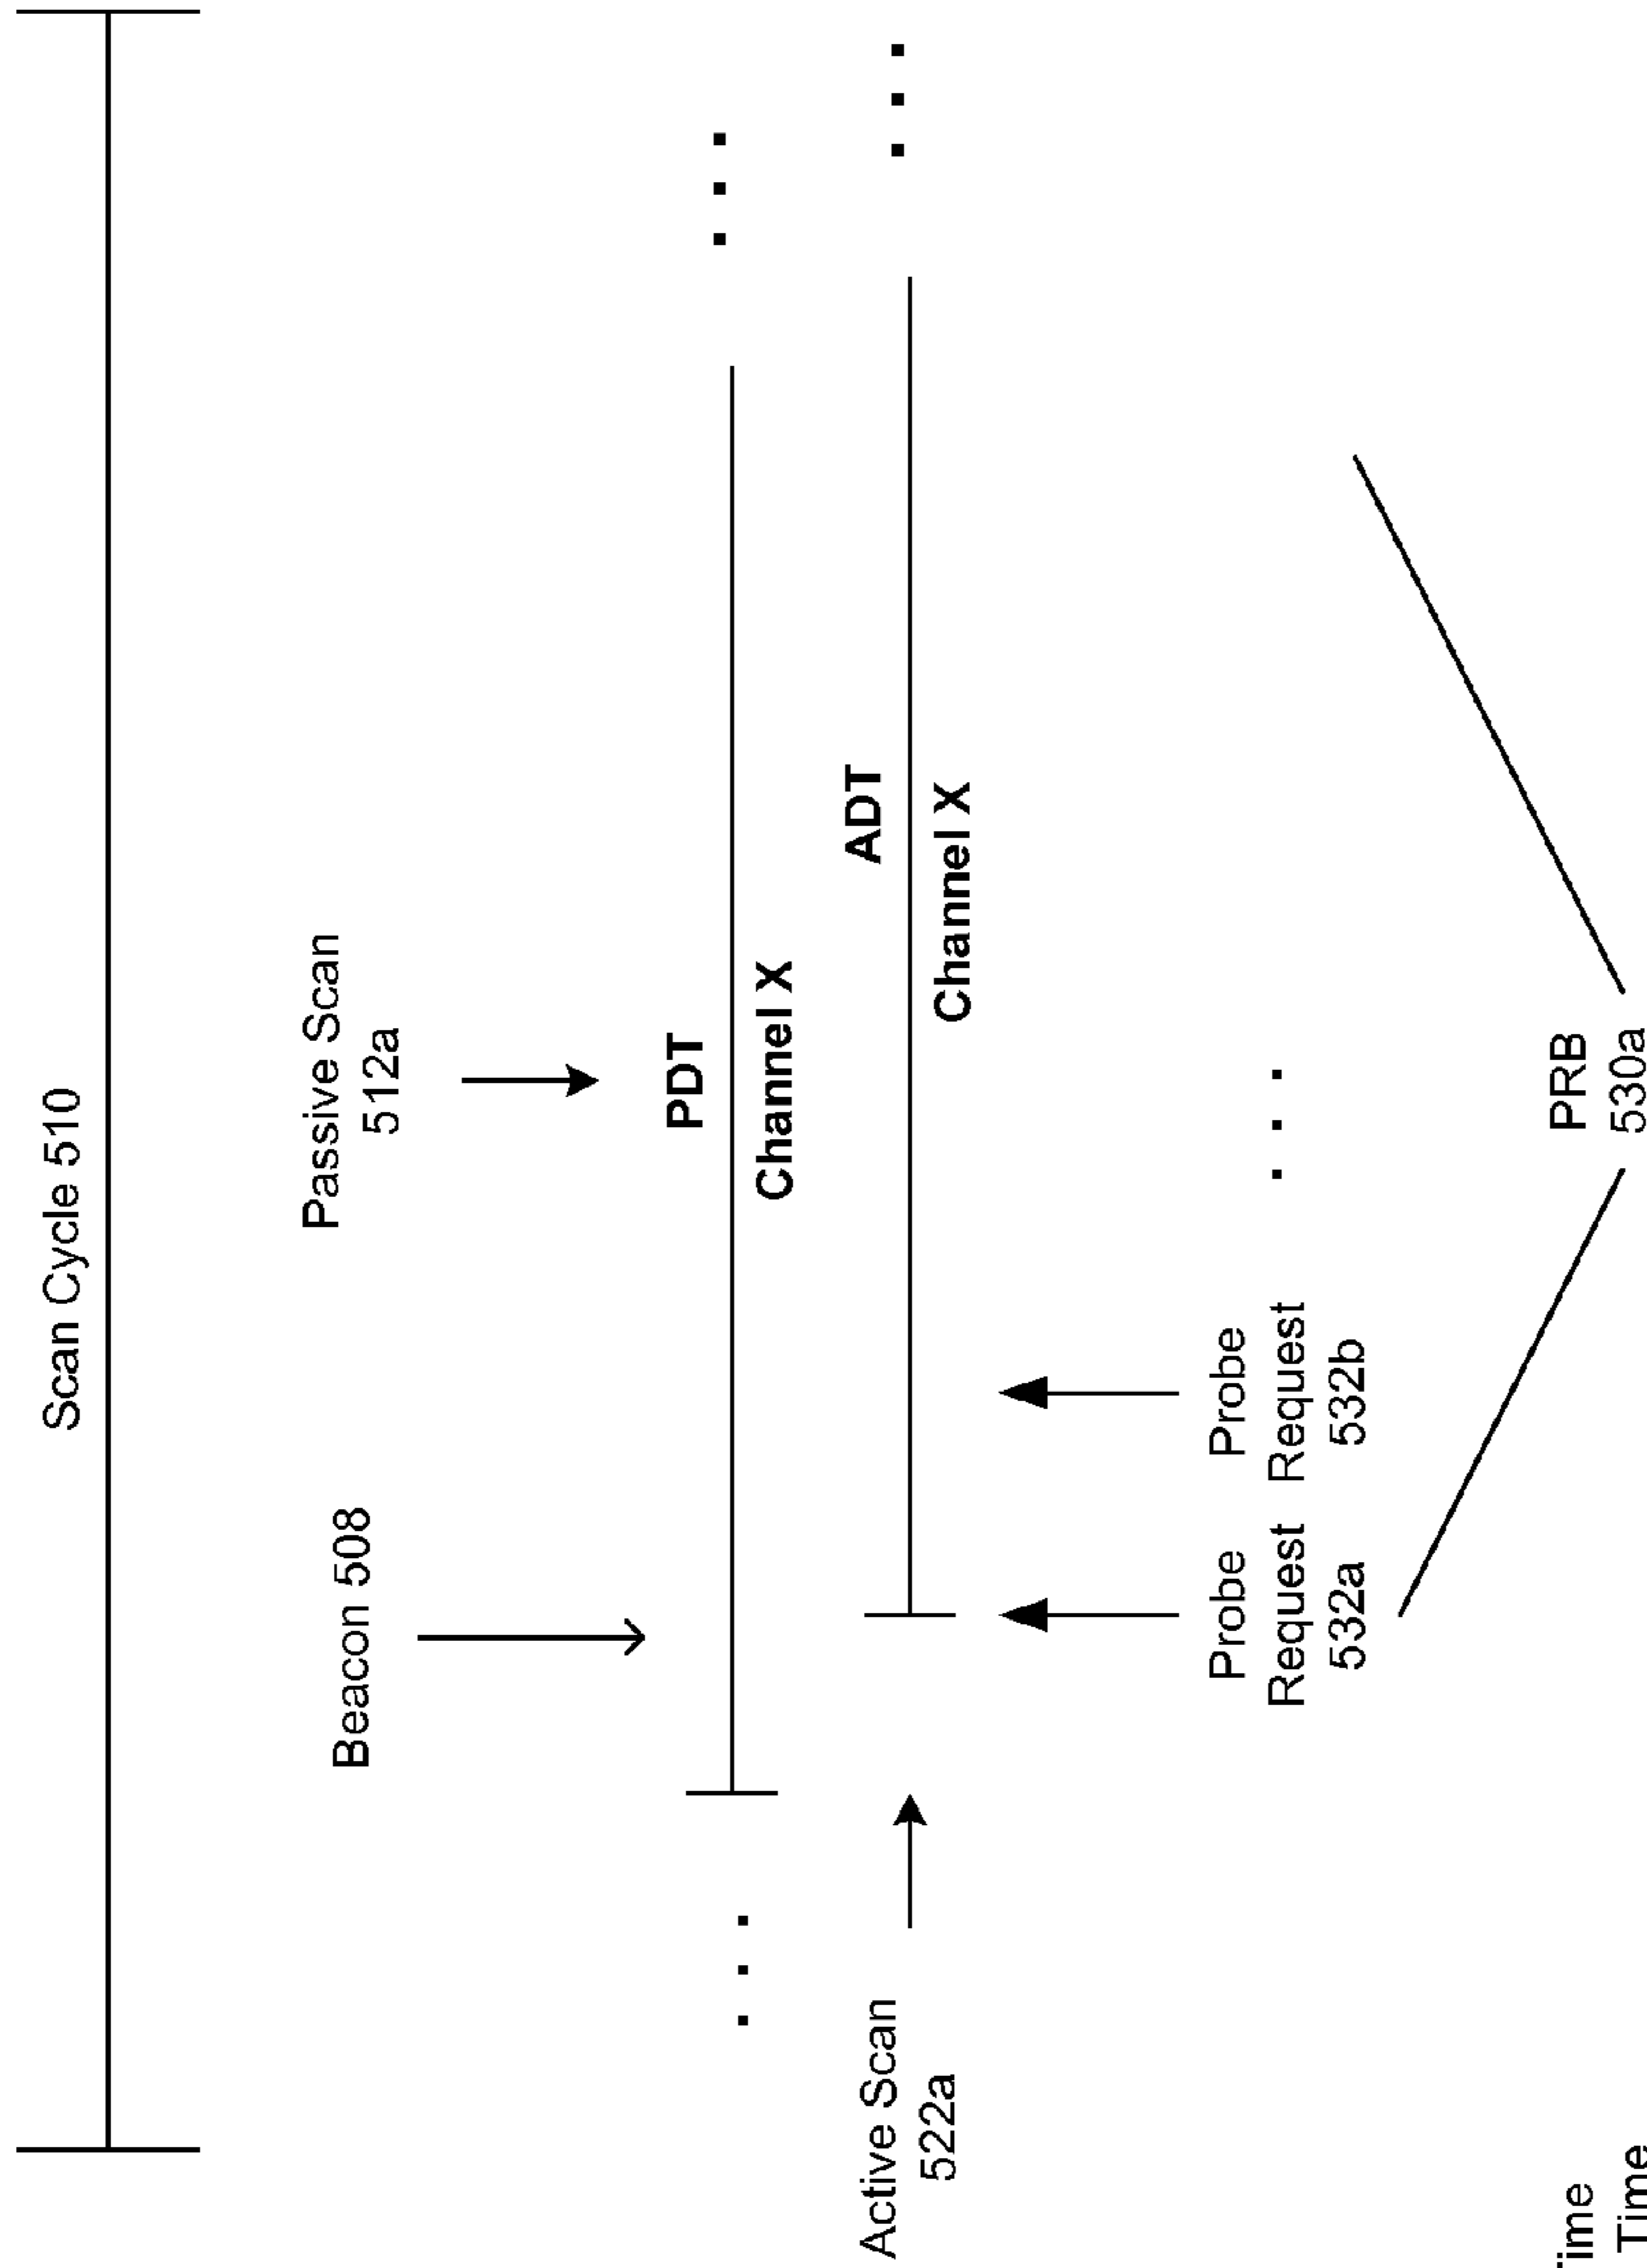 Scan Cycle 510
Passive Scan
512a
Beacon 508
PDT
Channel X
ADT
Channel X
Active Scan
522a
Probe
Request
532a
Probe
Request
532b
PRB
530a
Time